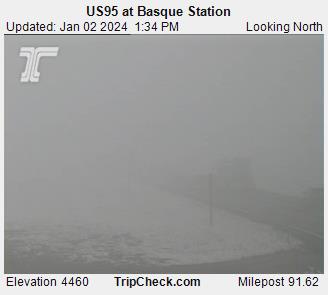 US95 at Basque Station
Updated: Jan 02 2024 1:34 PM Looking North
Elevation 4460 TripCheck.com Milepost 91.62